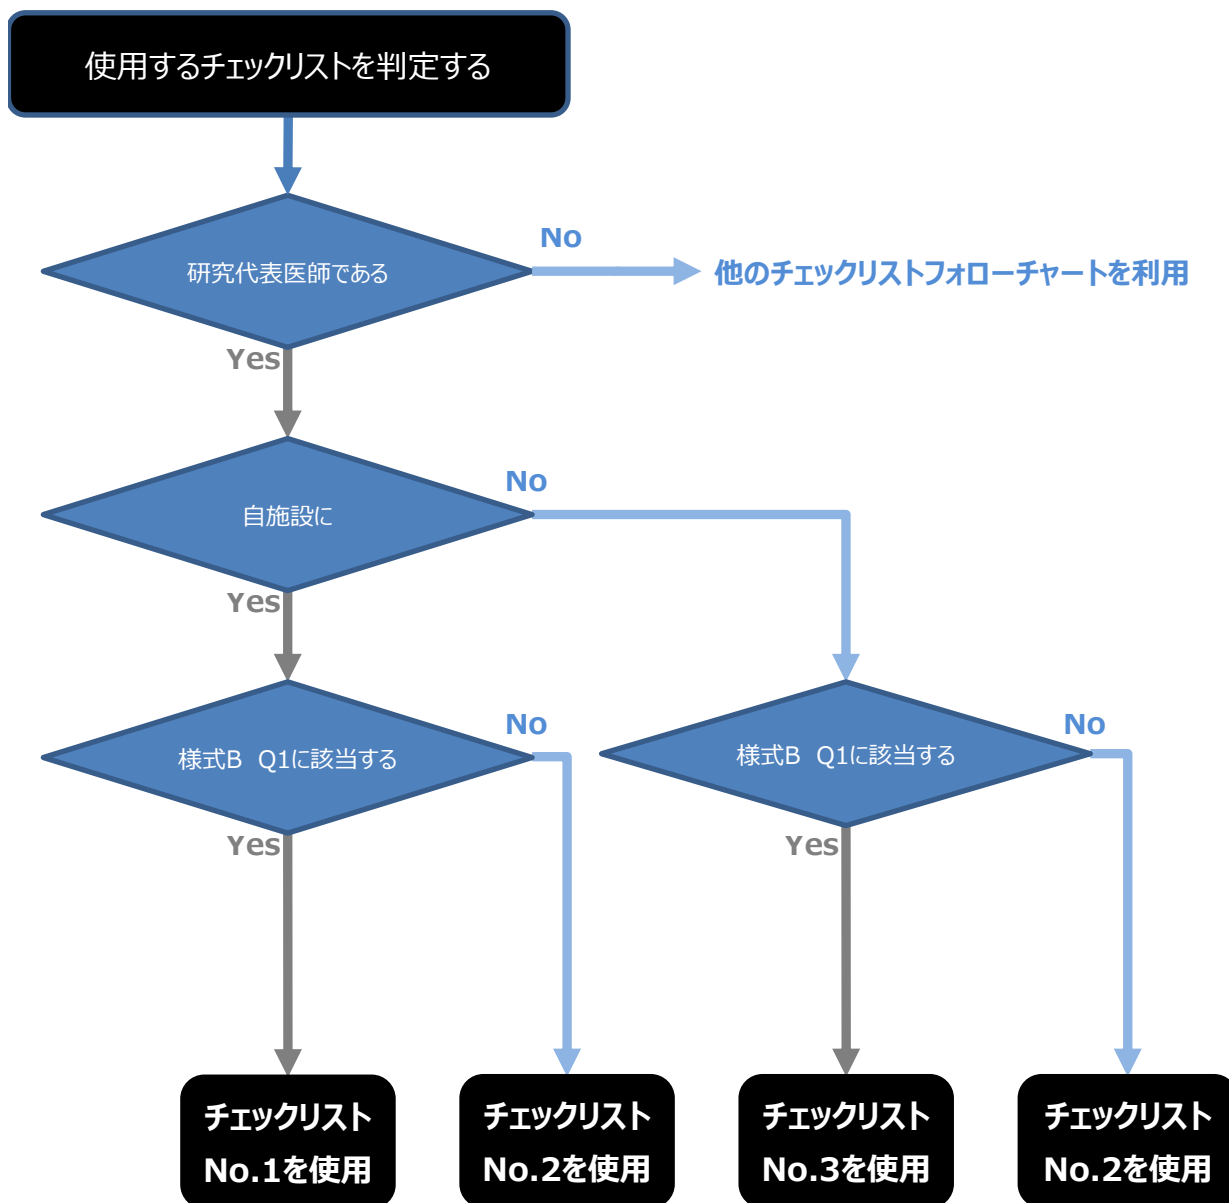 使用するチェックリストを判定する
No
研究代表医師である
他のチェックリストフォローチャートを利用
Yes
No
自施設に
Yes
No
No
様式B Q1に該当する
様式B Q1に該当する
Yes
Yes
チェックリスト
No.1を使用
チェックリスト
No.2を使用
チェックリスト
No.3を使用
チェックリスト
No.2を使用